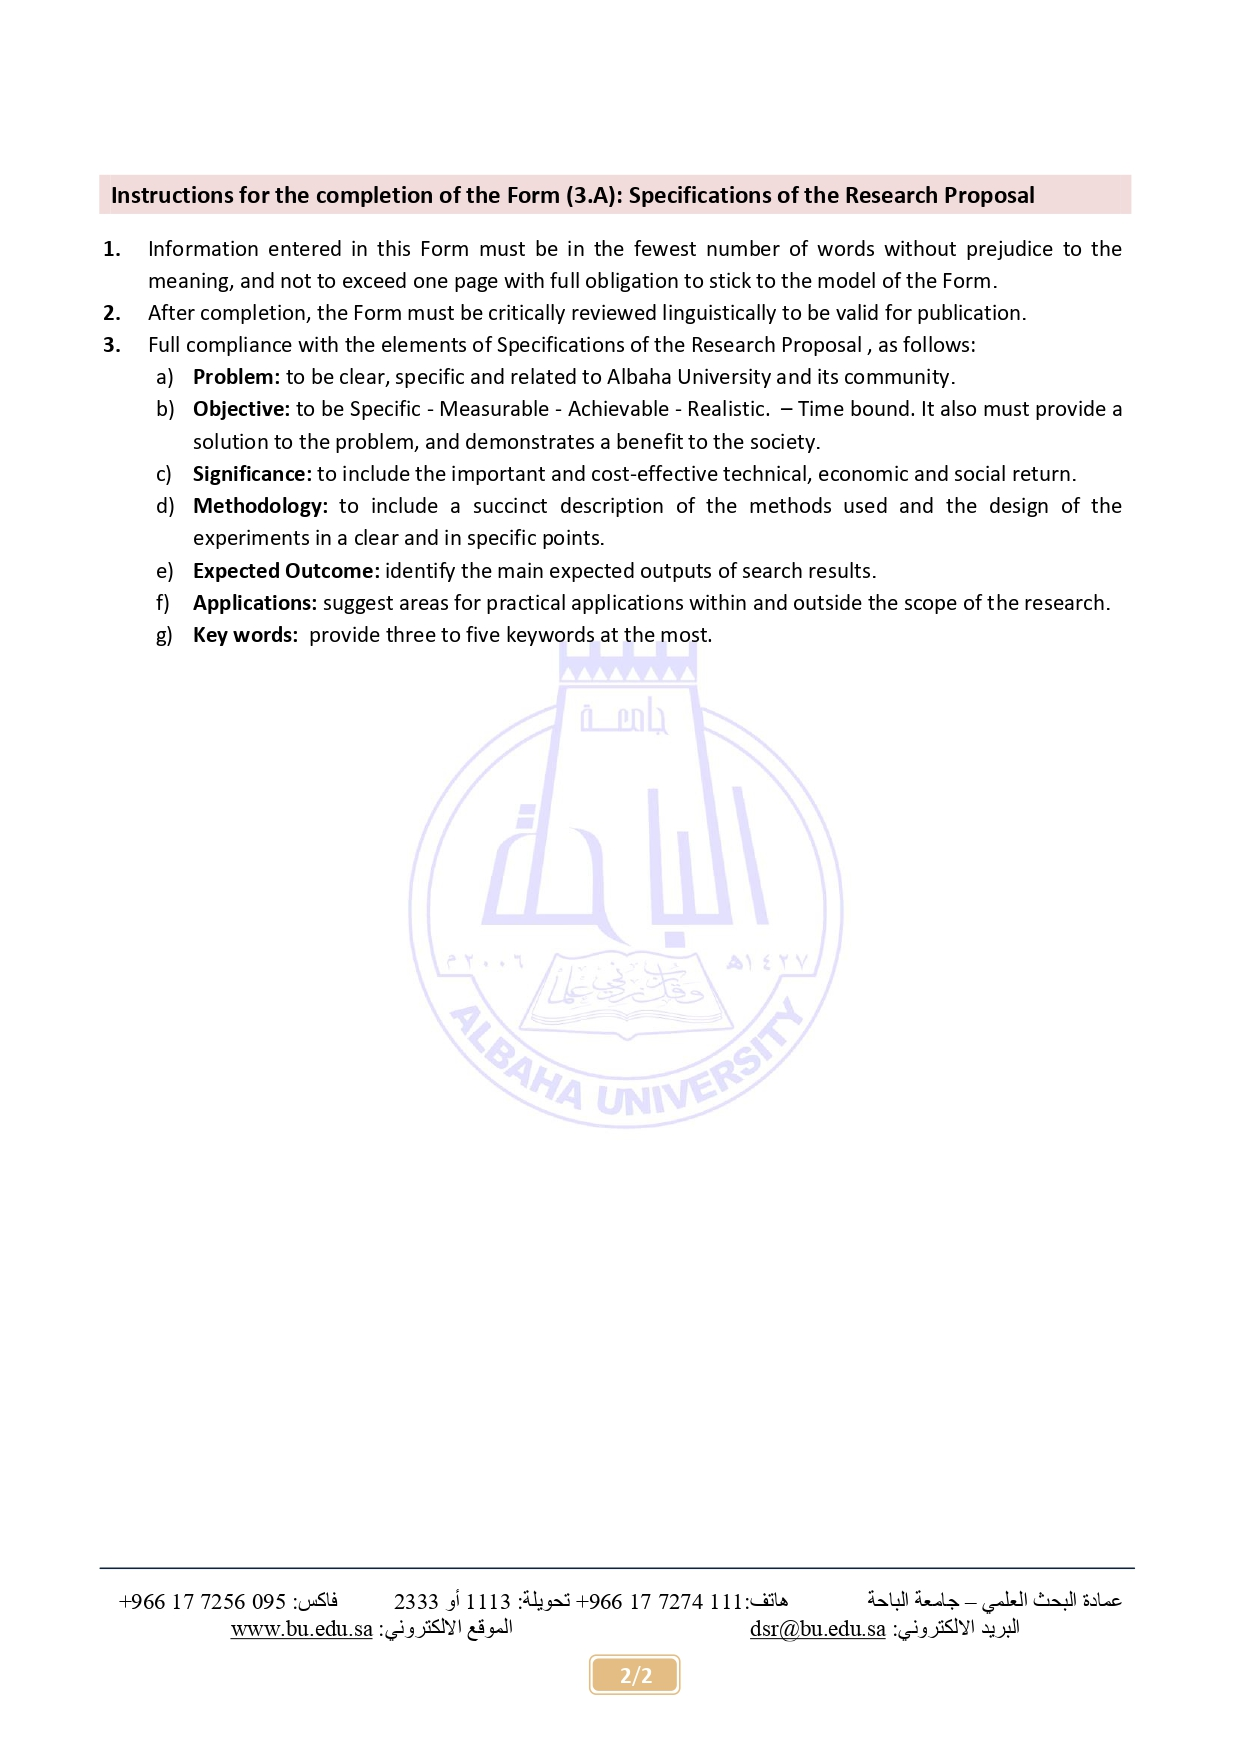 Instructions for the completion of the Form (3.A): Specifications of the Research Proposal
1. Information entered in this Form must be in the fewest number of words without prejudice to the
meaning, and not to exceed one page with full obligation to stick to the model of the Form.
2. After completion, the Form must be critically reviewed linguistically to be valid for publication.
3. Full compliance with the elements of Specifications of the Research Proposal , as follows:
a) Problem: to be clear, specific and related to Albaha University and its community.
b) Objective: to be Specific - Measurable - Achievable - Realistic. – Time bound. It also must provide a
solution to the problem, and demonstrates a benefit to the society.
c) Significance: to include the important and cost-effective technical, economic and social return.
d) Methodology: to include a succinct description of the methods used and the design of the
experiments in a clear and in specific points.
e) Expected Outcome: identify the main expected outputs of search results.
f) Applications: suggest areas for practical applications within and outside the scope of the research.
g) Key words: provide three to five keywords at the most.
جامعـــة
الباحة
٢٠٠٦م ١٤٢٧هـ
وقل رب زدني علما
ALBAHA UNIVERSITY
عمادة البحث العلمي – جامعة الباحة هاتف:111 7274 17 966+ تحويلة: 1113 أو 2333 فاكس: 095 7256 17 966+
البريد الالكتروني: dsr@bu.edu.sa الموقع الالكتروني: www.bu.edu.sa
2/2